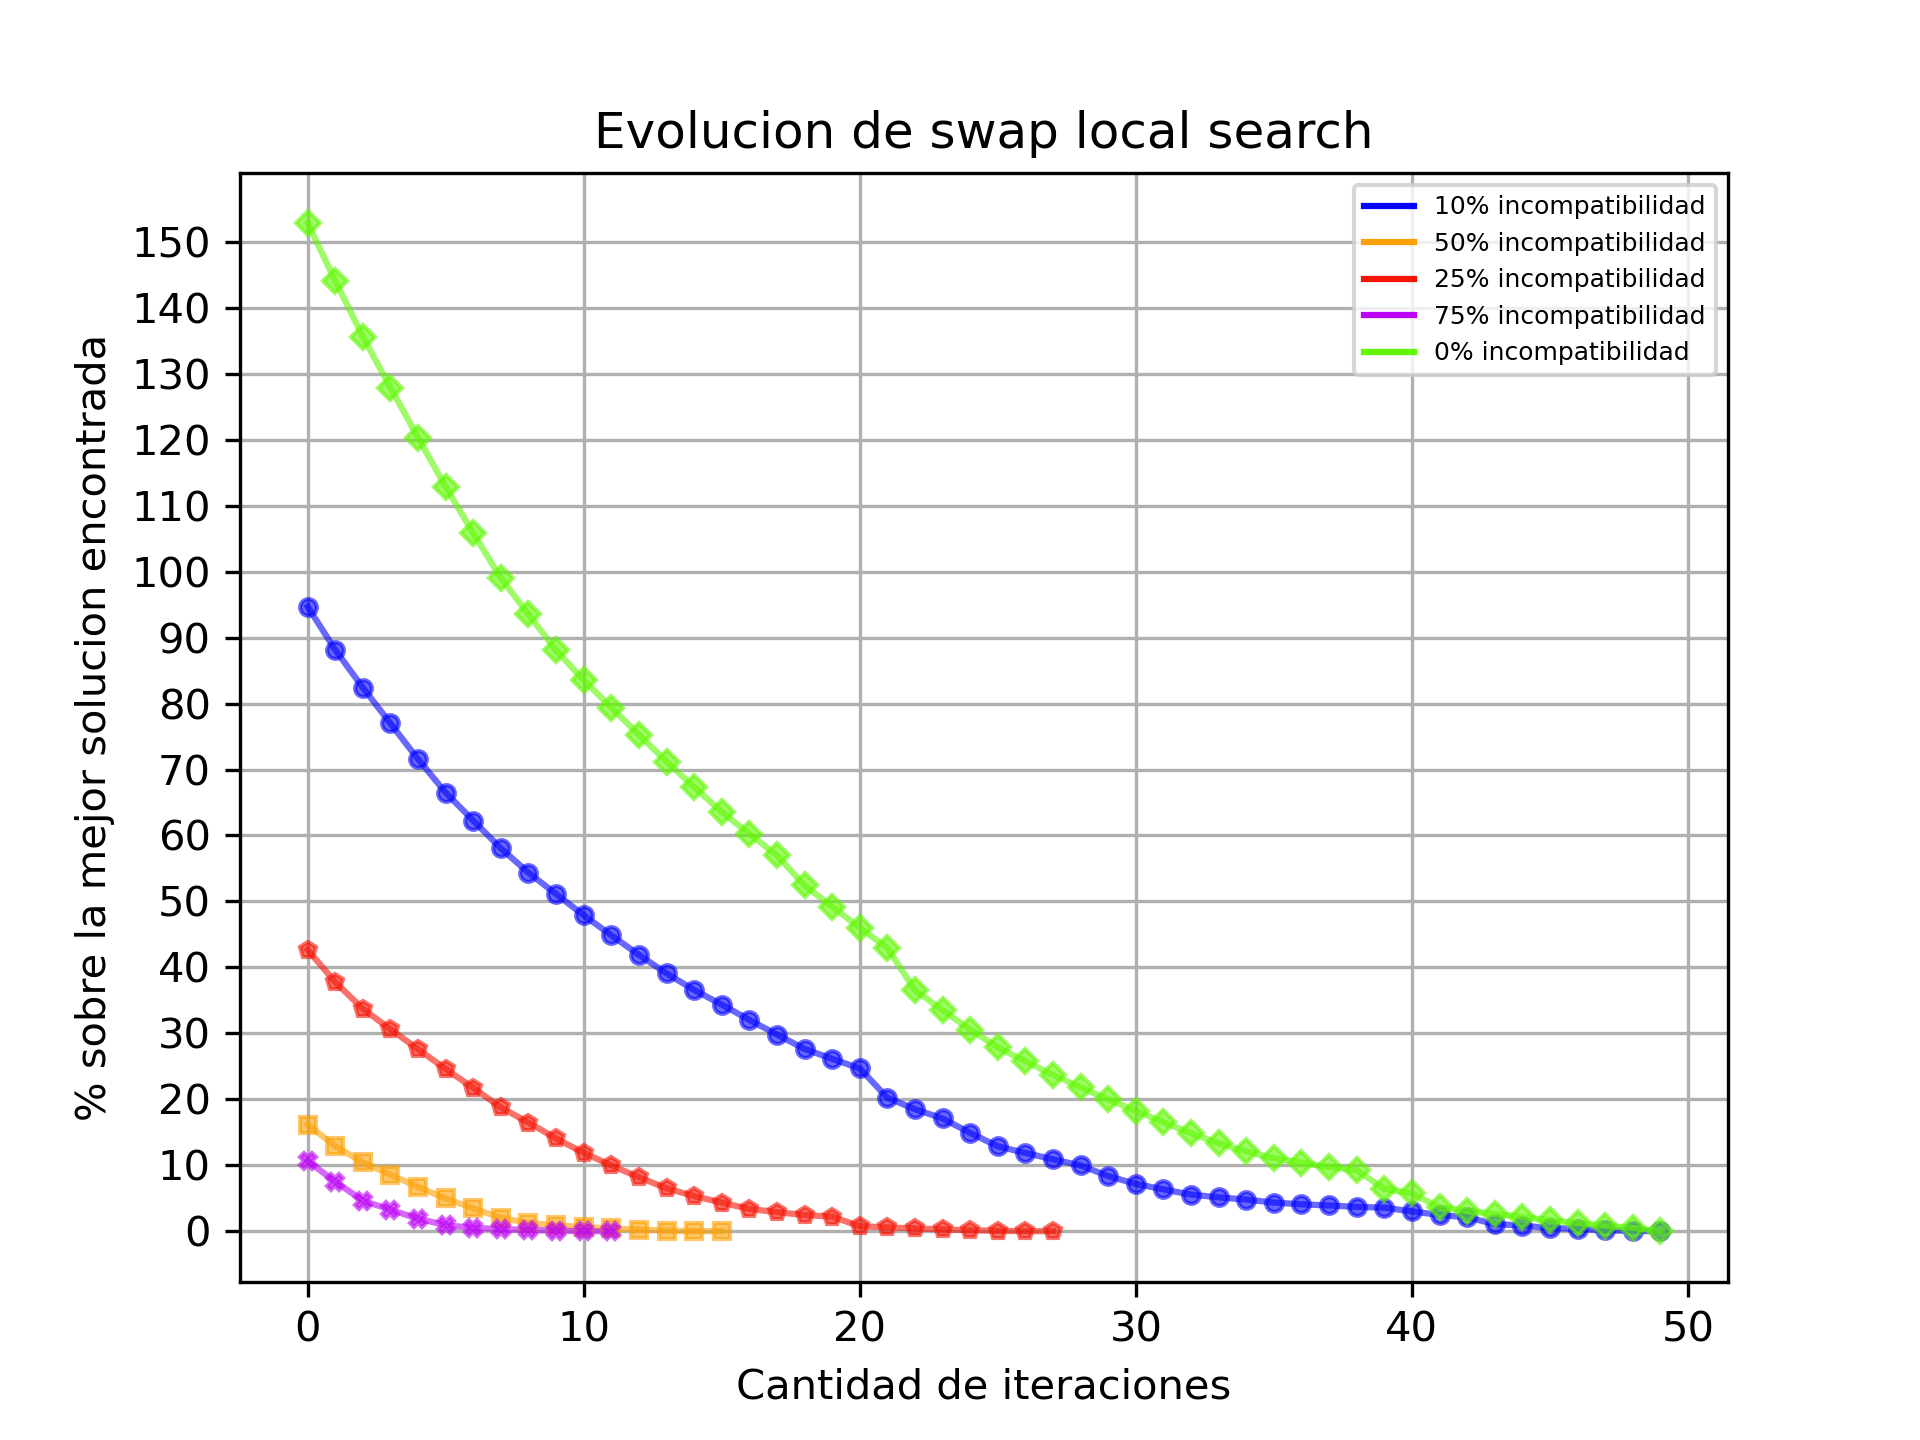 Evolucion de swap local search
10% incompatibilidad
50% incompatibilidad
25% incompatibilidad
75% incompatibilidad
0% incompatibilidad
% sobre la mejor solucion encontrada
150
140
130
120
110
100
90
80
70
60
50
40
30
20
10
0
0 10 20 30 40 50
Cantidad de iteraciones